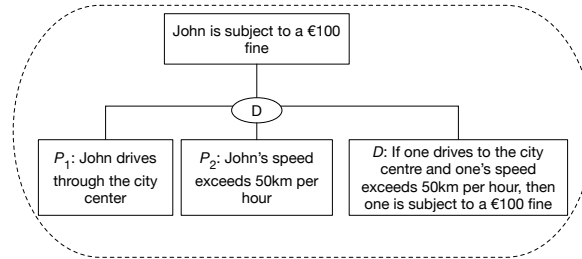 John is subject to a €100
fine
D
P1: John drives
through the city
center
P2: John's speed
exceeds 50km per
hour
D: If one drives to the city
centre and one's speed
exceeds 50km per hour, then
one is subject to a €100 fine